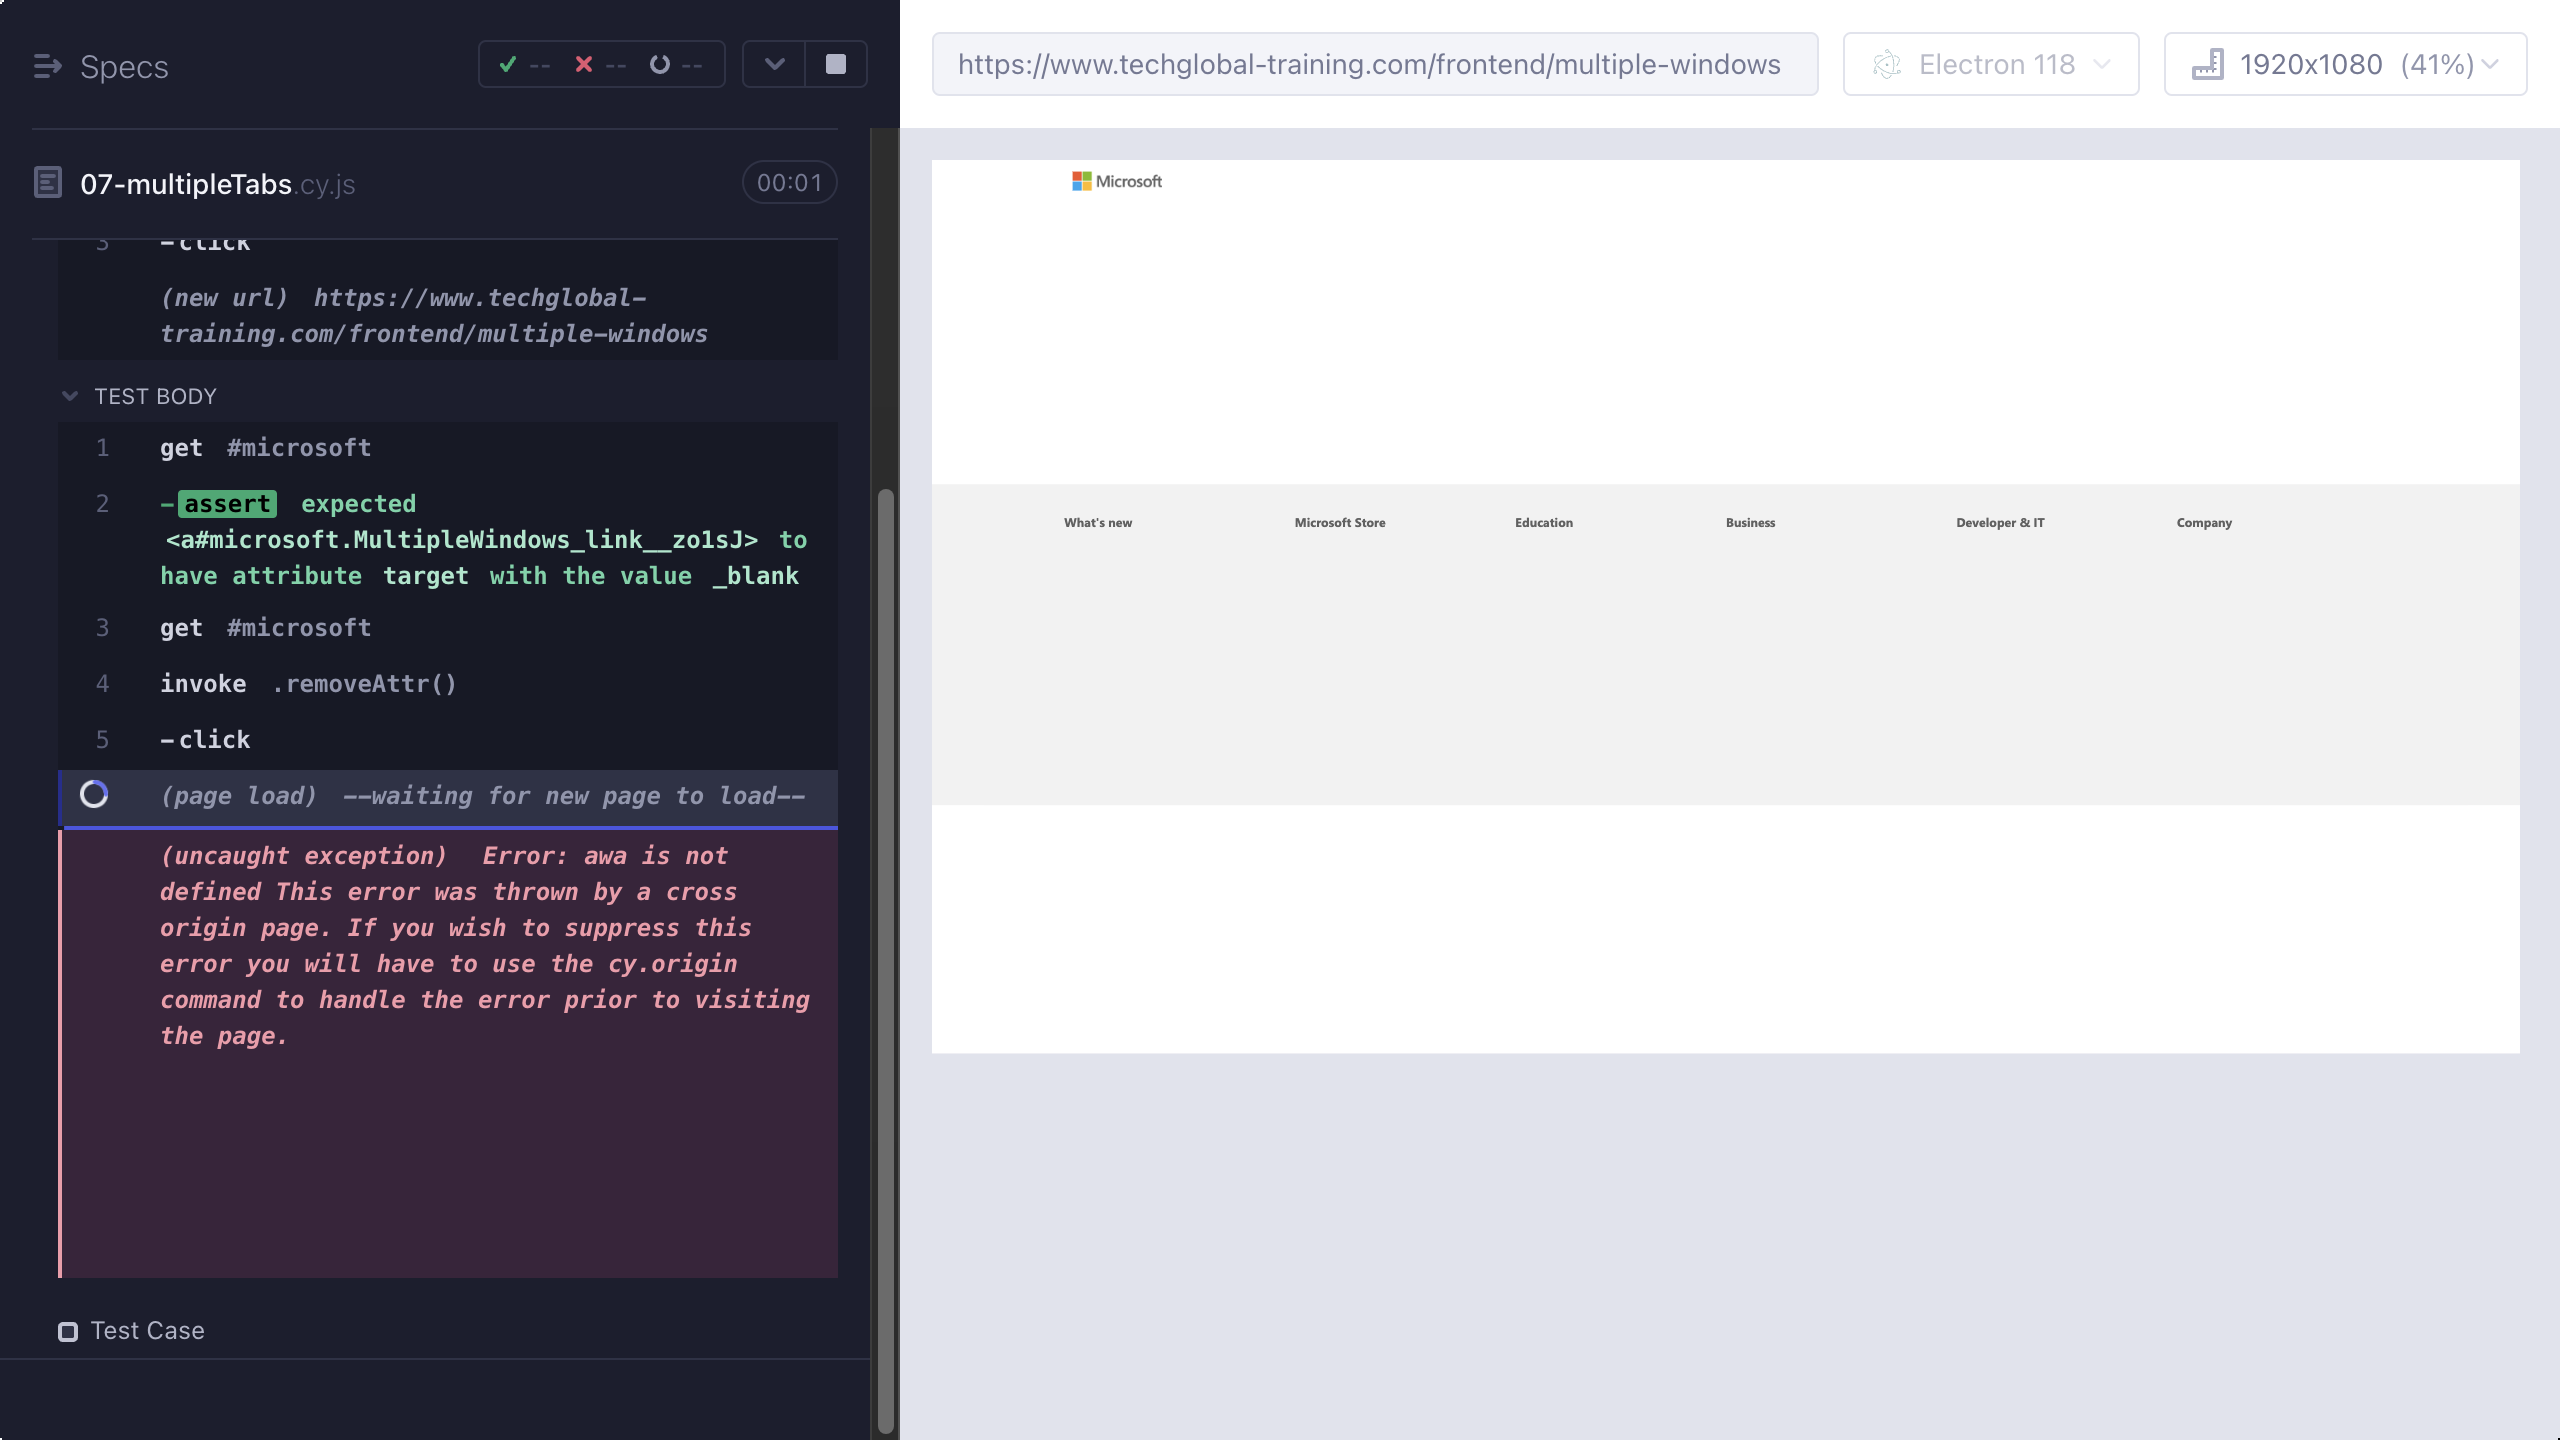 Specs
-- -- --
07-multipleTabs.cy.js
00:01
3 -click
(new url) https://www.techglobal-
training.com/frontend/multiple-windows
TEST BODY
1 get #microsoft
2 -assert expected
<a#microsoft.MultipleWindows_link__zo1sJ> to
have attribute target with the value _blank
3 get #microsoft
4 invoke .removeAttr()
5 -click
(page load) --waiting for new page to load--
(uncaught exception) Error: awa is not
defined This error was thrown by a cross
origin page. If you wish to suppress this
error you will have to use the cy.origin
command to handle the error prior to visiting
the page.
Test Case
https://www.techglobal-training.com/frontend/multiple-windows
Electron 118
1920x1080 (41%)
Microsoft
What's new
Microsoft Store
Education
Business
Developer & IT
Company